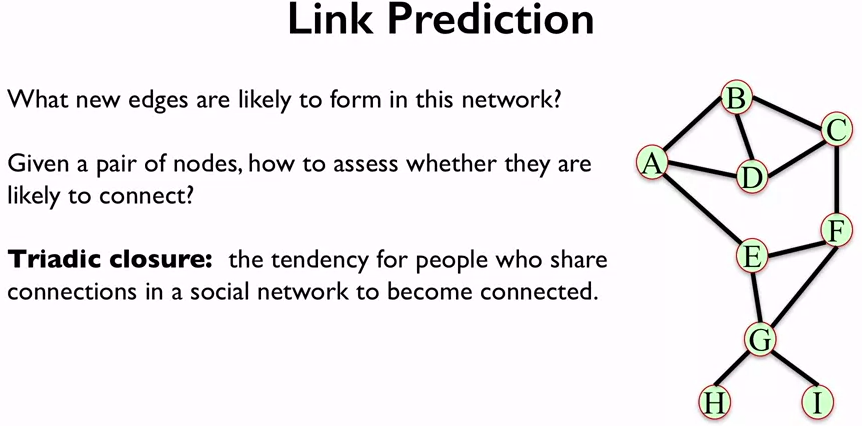 Link Prediction
What new edges are likely to form in this network?
Given a pair of nodes, how to assess whether they are
likely to connect?
Triadic closure: the tendency for people who share
connections in a social network to become connected.
B
C
A
D
F
E
G
H
I